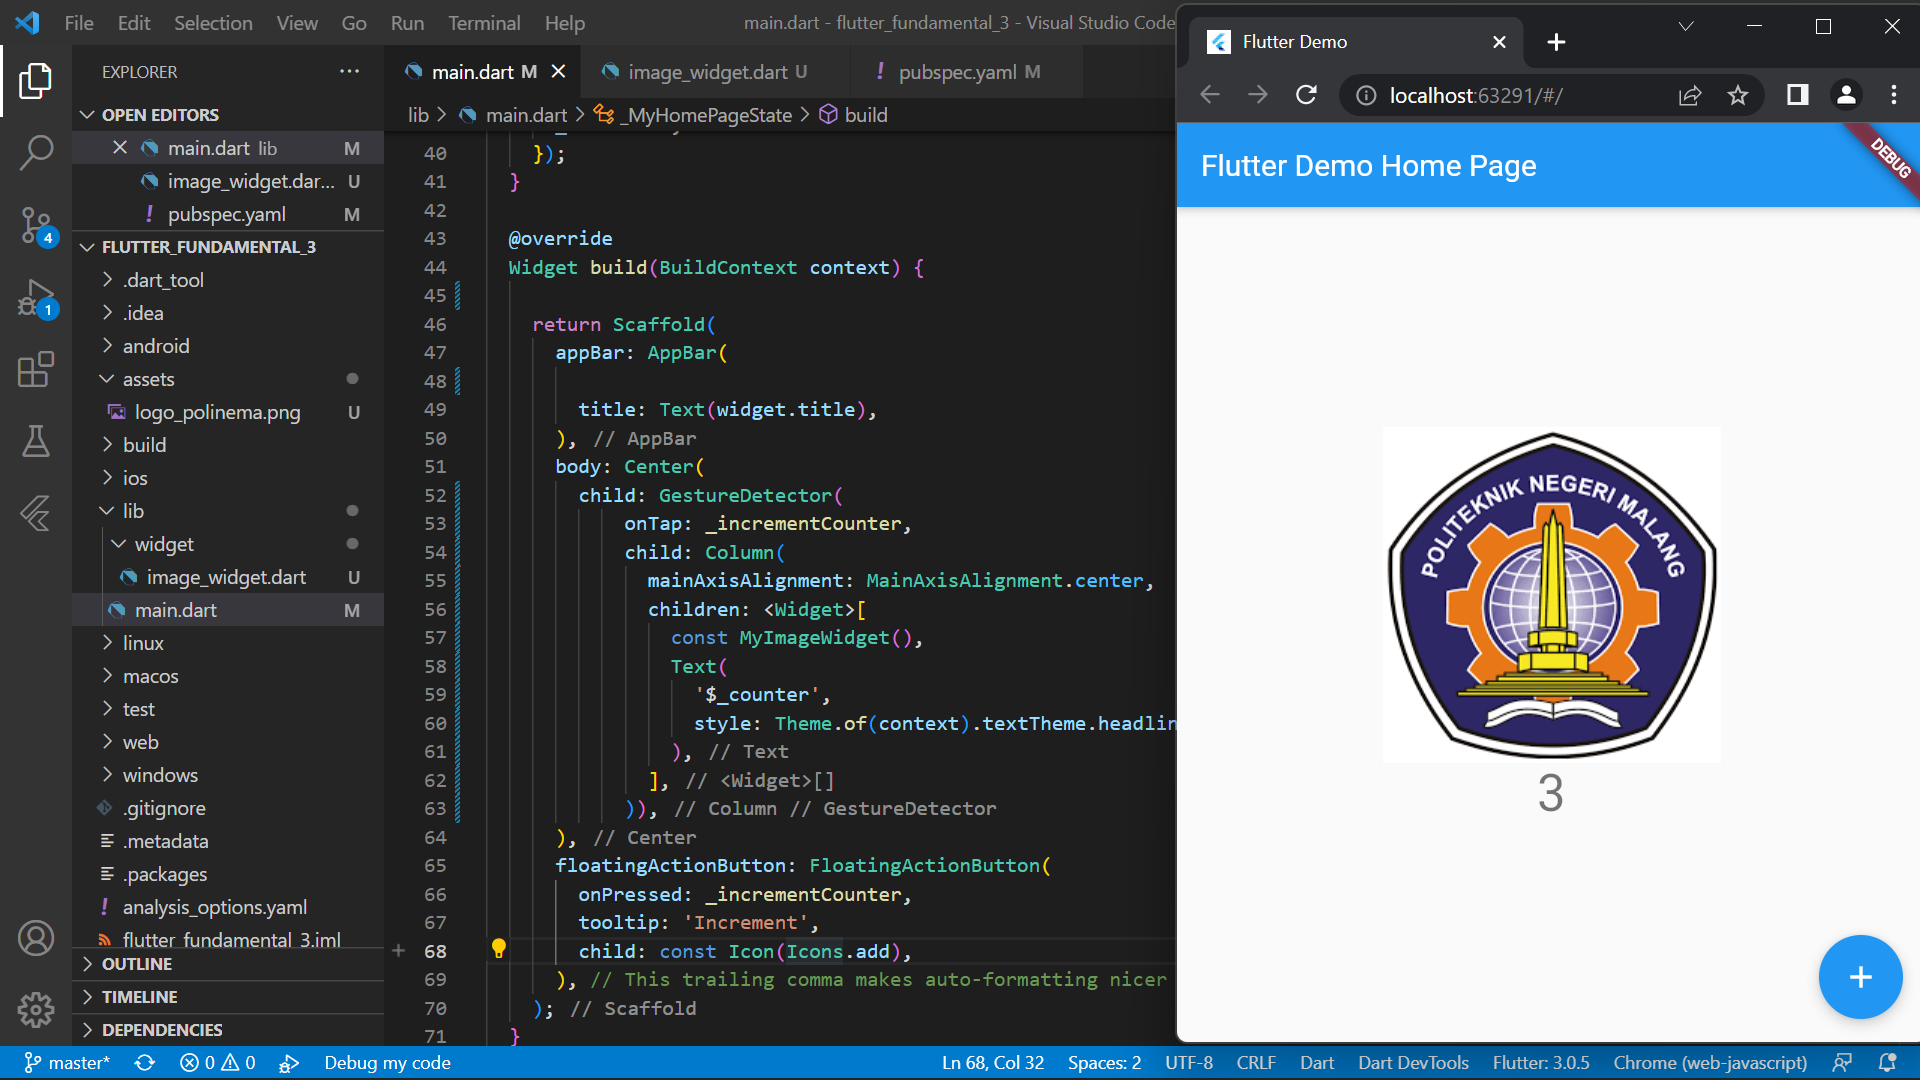 File Edit Selection View Go Run Terminal Help
main.dart - flutter_fundamental_3 - Visual Studio Code
EXPLORER
OPEN EDITORS
main.dart lib M
image_widget.dar... U
pubspec.yaml M
FLUTTER_FUNDAMENTAL_3
.dart_tool
.idea
android
assets
logo_polinema.png U
build
ios
lib
widget
image_widget.dart U
main.dart M
linux
macos
test
web
windows
.gitignore
.metadata
.packages
analysis_options.yaml
flutter_fundamental_3.iml
OUTLINE
TIMELINE
DEPENDENCIES
4
1
main.dart M
image_widget.dart U
! pubspec.yaml M
lib > main.dart > _MyHomePageState > build
40 });
41 }
42
43 @override
44 Widget build(BuildContext context) {
45
46 return Scaffold(
47 appBar: AppBar(
48
49 title: Text(widget.title),
50 ), // AppBar
51 body: Center(
52 child: GestureDetector(
53 onTap: _incrementCounter,
54 child: Column(
55 mainAxisAlignment: MainAxisAlignment.center,
56 children: <Widget>[
57 const MyImageWidget(),
58 Text(
59 '$_counter',
60 style: Theme.of(context).textTheme.headlin
61 ), // Text
62 ], // <Widget>[]
63 )), // Column // GestureDetector
64 ), // Center
65 floatingActionButton: FloatingActionButton(
66 onPressed: _incrementCounter,
67 tooltip: 'Increment',
68 child: const Icon(Icons.add),
69 ), // This trailing comma makes auto-formatting nicer
70 ); // Scaffold
71 }
Flutter Demo
localhost:63291/#/
Flutter Demo Home Page
DEBUG
POLITEKNIK NEGERI MALANG
3
+
master* 0 0 Debug my code
Ln 68, Col 32 Spaces: 2 UTF-8 CRLF Dart Dart DevTools Flutter: 3.0.5 Chrome (web-javascript)